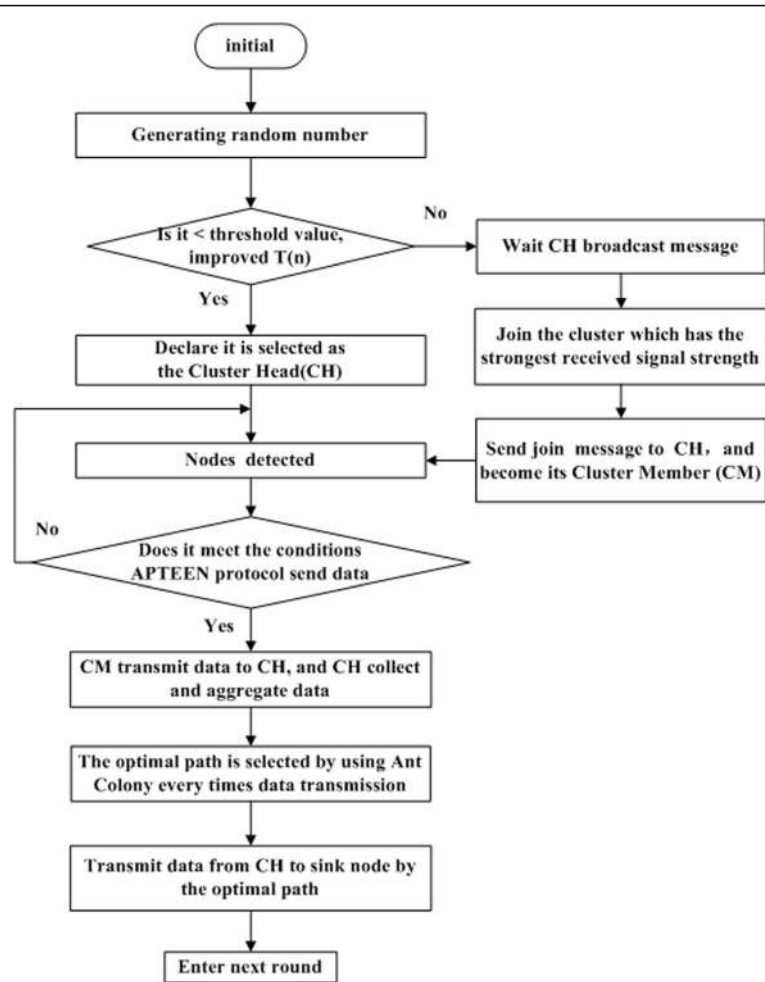 initial
Generating random number
Is it < threshold value,
improved T(n)
No
Wait CH broadcast message
Yes
Join the cluster which has the
strongest received signal strength
Declare it is selected as
the Cluster Head(CH)
Send join message to CH, and
become its Cluster Member (CM)
Nodes detected
No
Does it meet the conditions
APTEEN protocol send data
Yes
CM transmit data to CH, and CH collect
and aggregate data
The optimal path is selected by using Ant
Colony every times data transmission
Transmit data from CH to sink node by
the optimal path
Enter next round